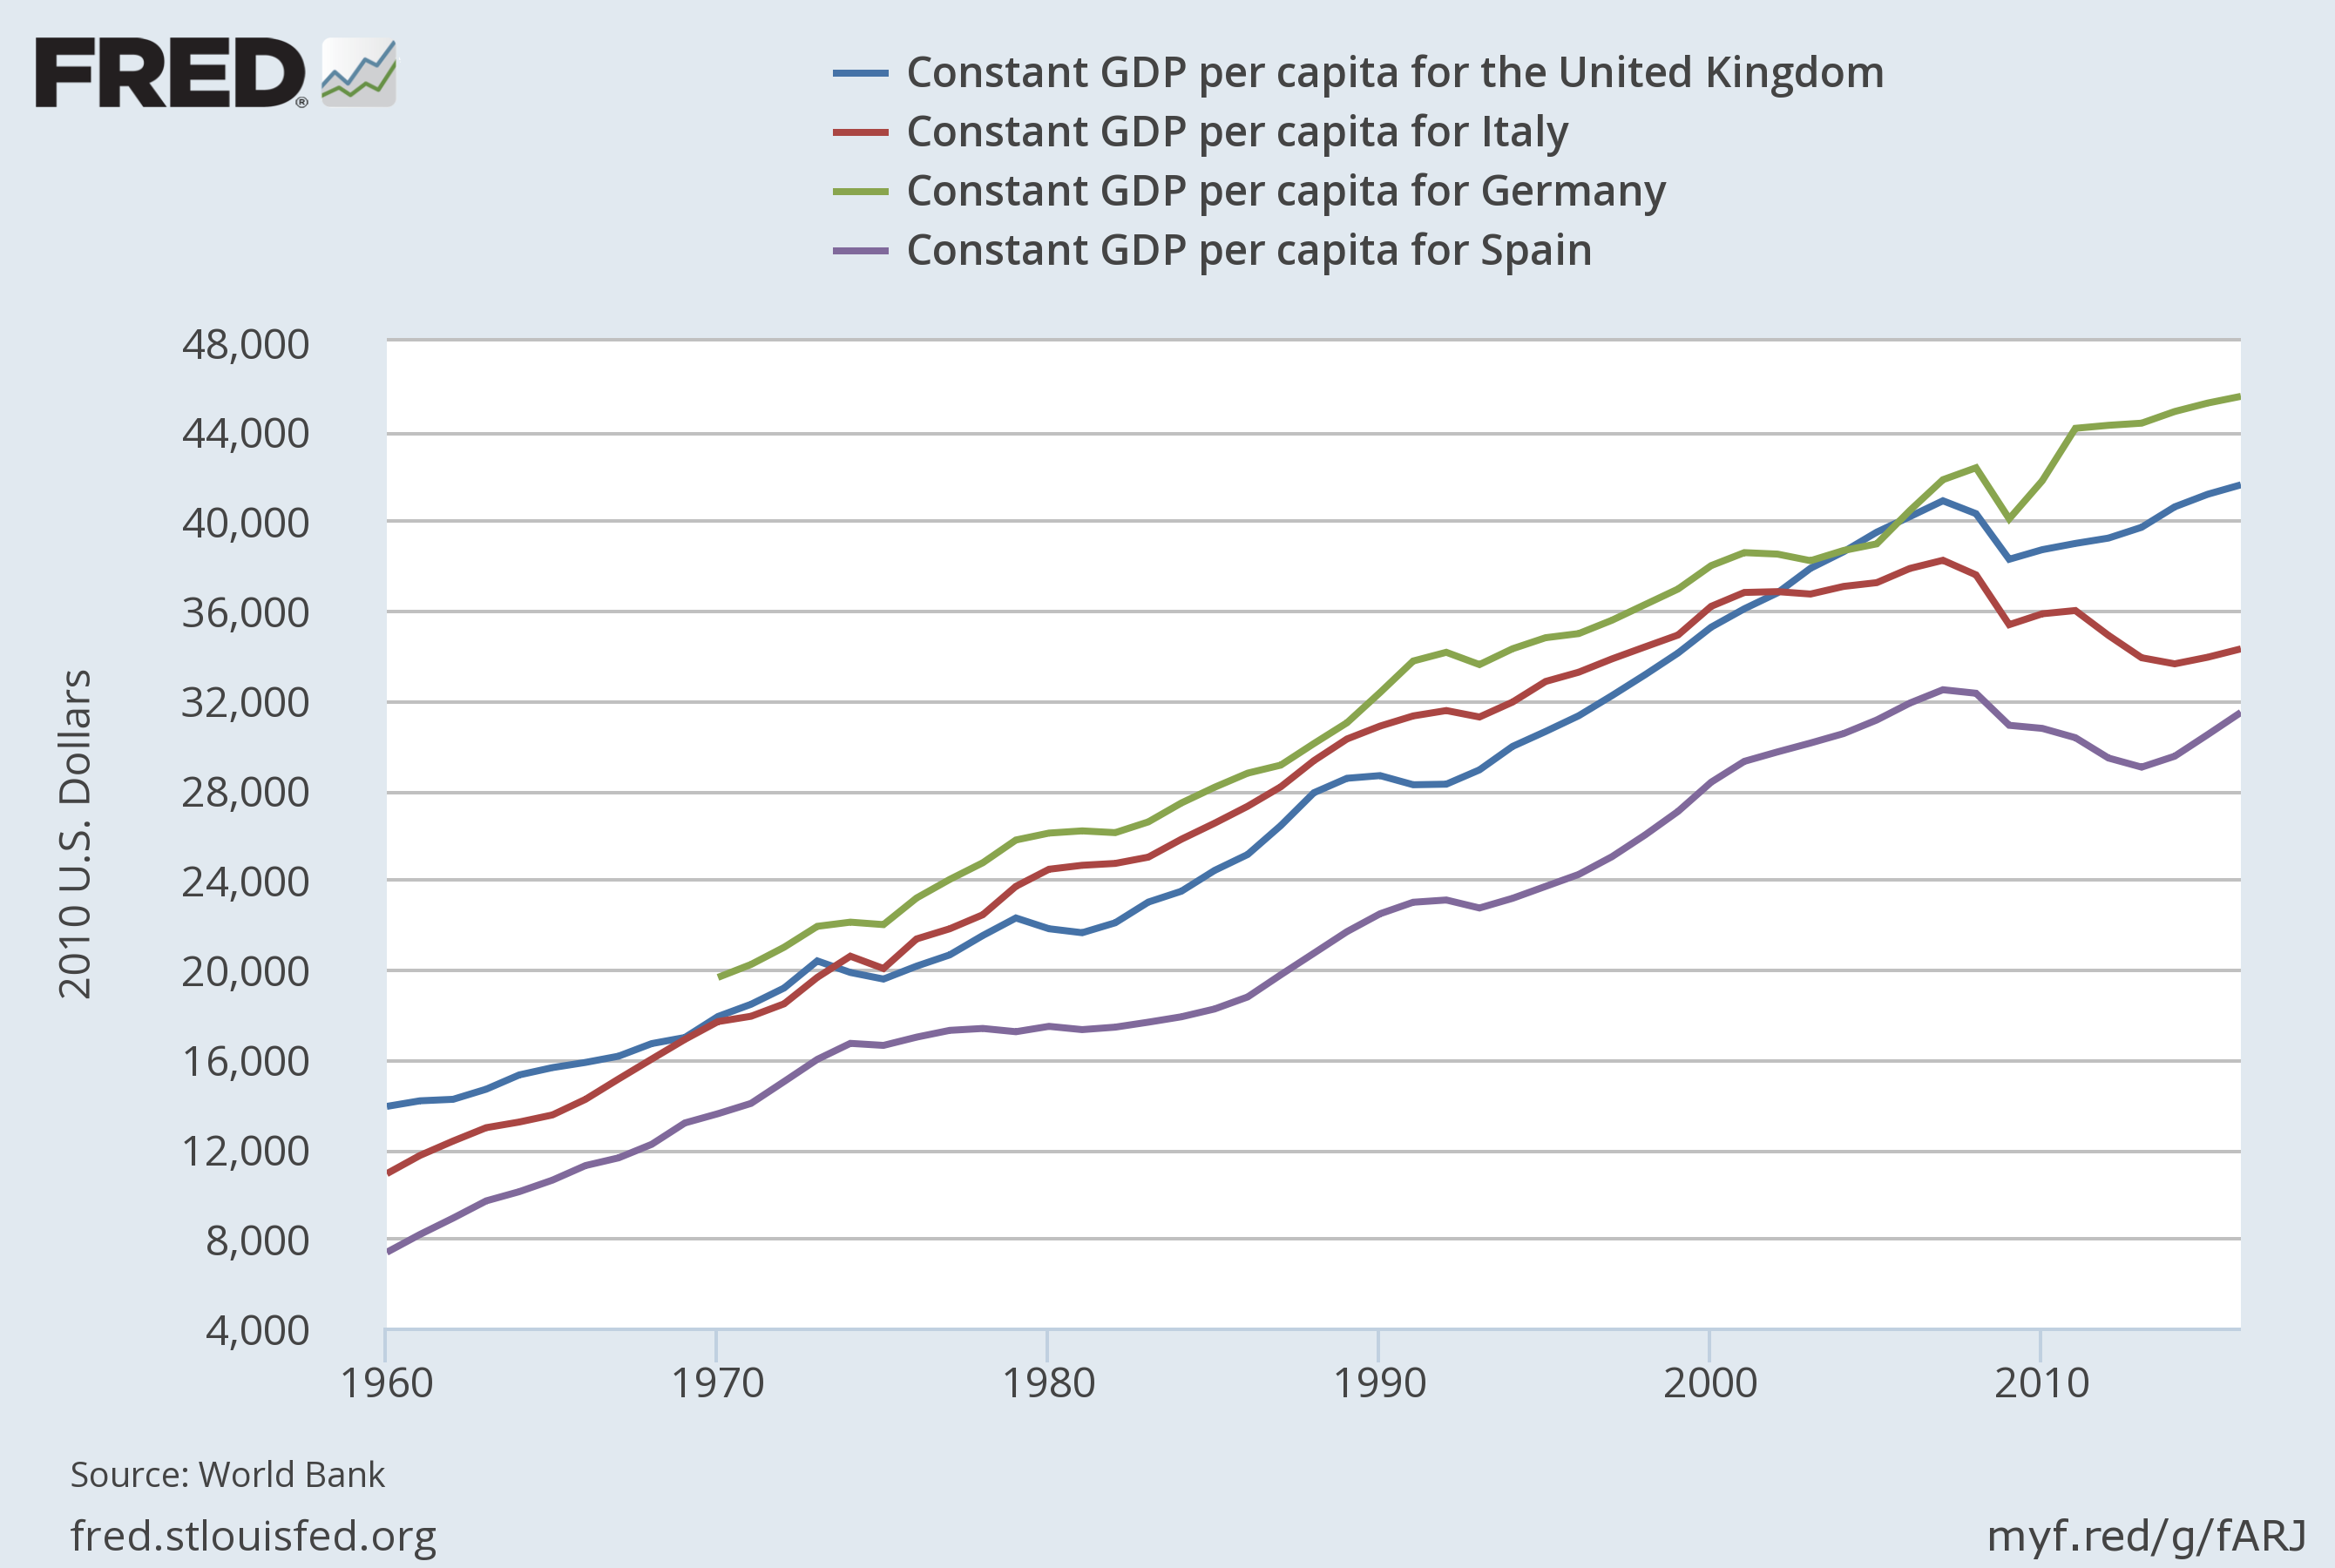 FRED®
Constant GDP per capita for the United Kingdom
Constant GDP per capita for Italy
Constant GDP per capita for Germany
Constant GDP per capita for Spain
2010 U.S. Dollars
48,000
44,000
40,000
36,000
32,000
28,000
24,000
20,000
16,000
12,000
8,000
4,000
1960 1970 1980 1990 2000 2010
Source: World Bank
fred.stlouisfed.org
myf.red/g/fARJ